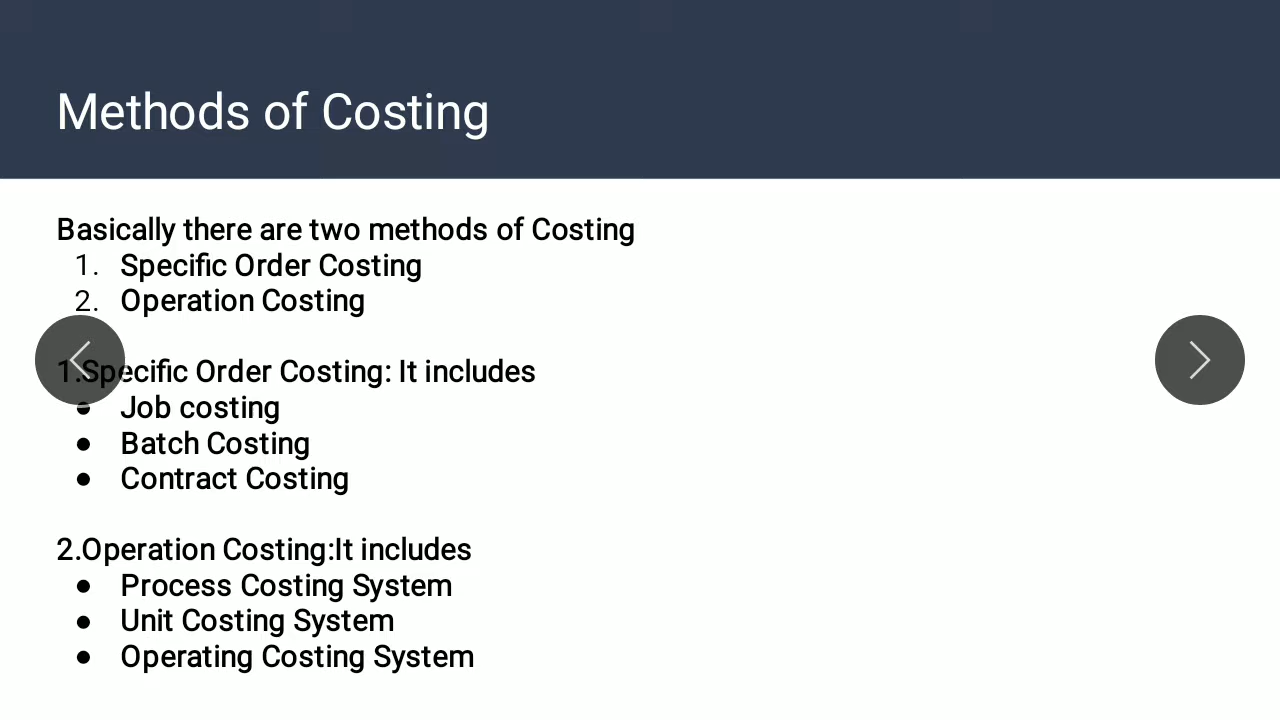 Methods of Costing
Basically there are two methods of Costing
1. Specific Order Costing
2. Operation Costing
1.Specific Order Costing: It includes
● Job costing
● Batch Costing
● Contract Costing
2.Operation Costing:It includes
● Process Costing System
● Unit Costing System
● Operating Costing System